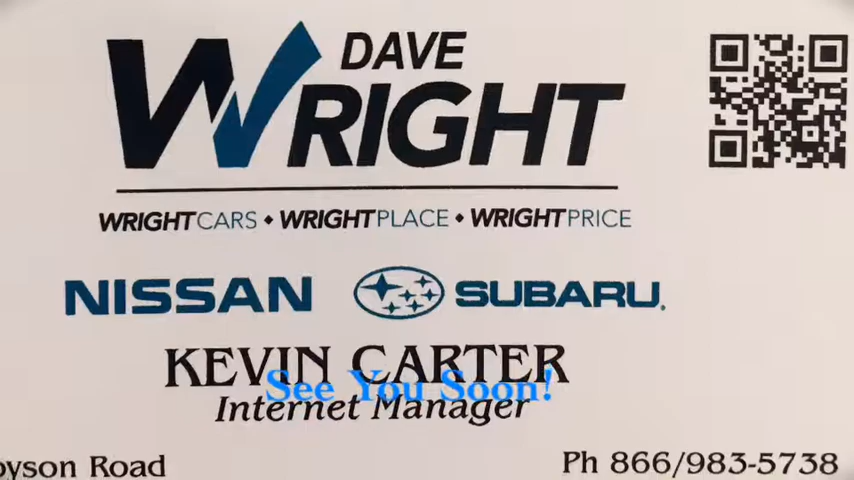 DAVE
WRIGHT
WRIGHTCARS • WRIGHTPLACE • WRIGHTPRICE
NISSAN SUBARU
KEVIN CARTER
See You Soon!
Internet Manager
Road Ph 866/983-5738